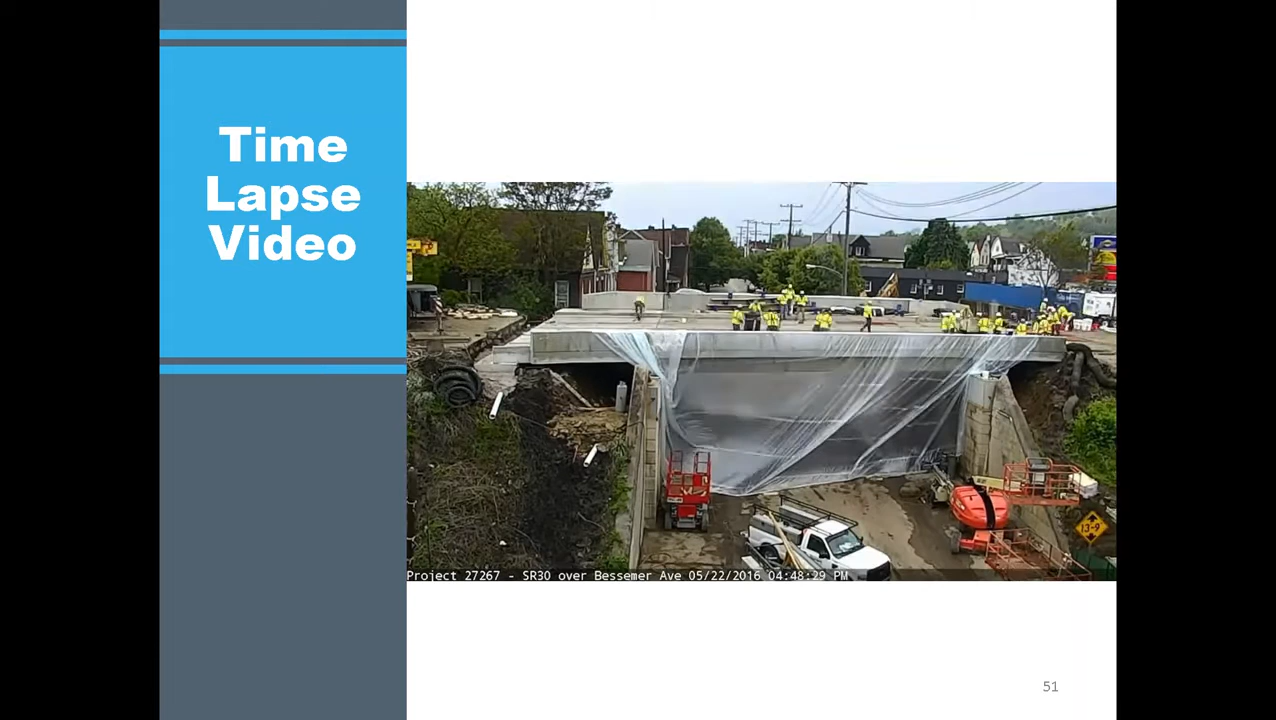 Time
Lapse
Video
Project 27267 - SR30 over Bessemer Ave 05/22/2016 04:48:29 PM
13-9
51